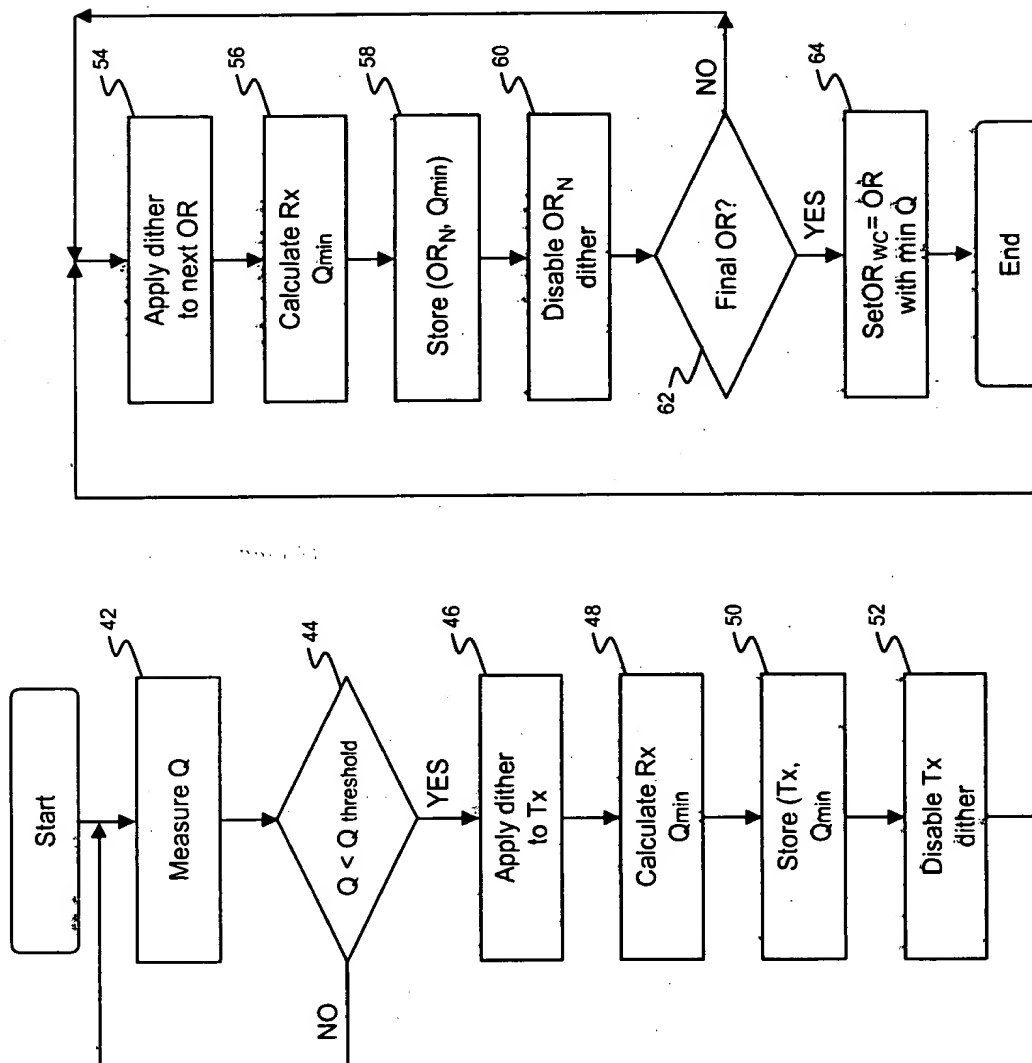 Start
42
Measure Q
44
Q < Q threshold
NO
YES
46
Apply dither
to Tx
48
Calculate Rx
Qmin
50
Store (Tx,
Qmin
52
Disable Tx
dither
54
Apply dither
to next OR
56
Calculate Rx
Qmin
58
Store (ORN, Qmin)
60
Disable ORN
dither
62
Final OR?
NO
YES
64
SetORWC= OR
with min Q
End